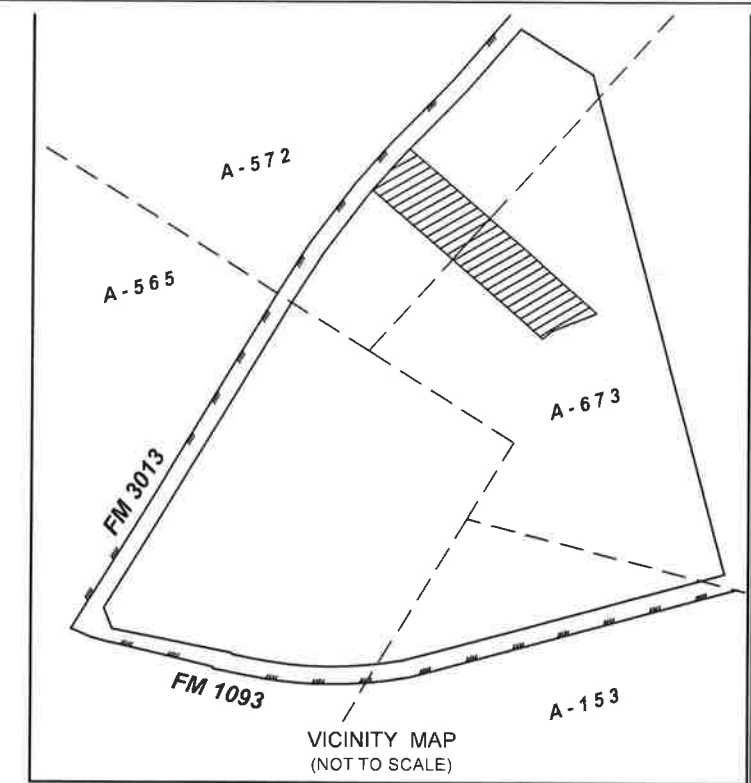 A-572
A-565
A-673
FM 3013
FM 1093
A-153
VICINITY MAP
(NOT TO SCALE)